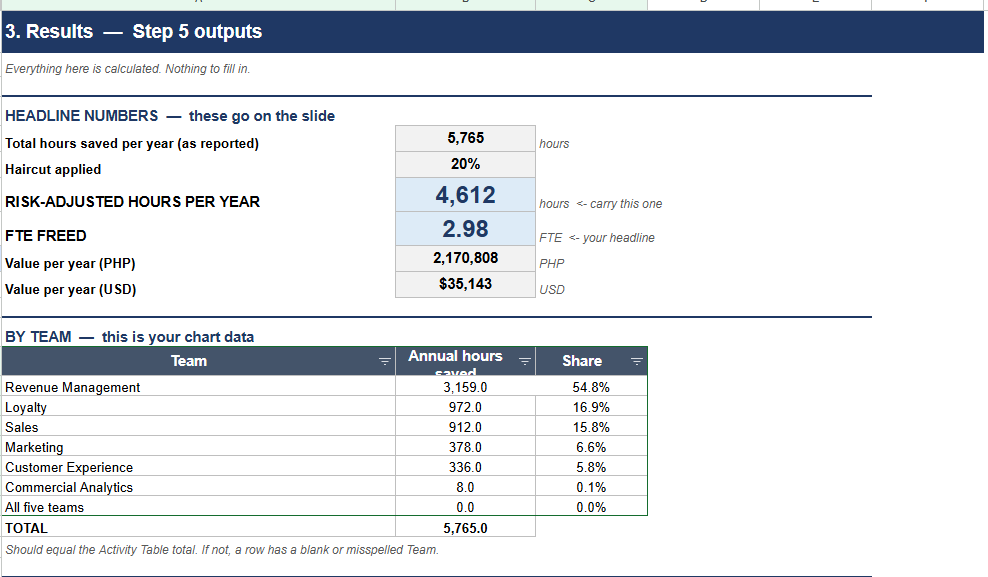 3. Results — Step 5 outputs
Everything here is calculated. Nothing to fill in.
HEADLINE NUMBERS — these go on the slide
Total hours saved per year (as reported) 5,765 hours
Haircut applied 20%
RISK-ADJUSTED HOURS PER YEAR 4,612 hours <- carry this one
FTE FREED 2.98 FTE <- your headline
Value per year (PHP) 2,170,808 PHP
Value per year (USD) $35,143 USD
BY TEAM — this is your chart data
Team Annual hours saved Share
Revenue Management 3,159.0 54.8%
Loyalty 972.0 16.9%
Sales 912.0 15.8%
Marketing 378.0 6.6%
Customer Experience 336.0 5.8%
Commercial Analytics 8.0 0.1%
All five teams 0.0 0.0%
TOTAL 5,765.0
Should equal the Activity Table total. If not, a row has a blank or misspelled Team.